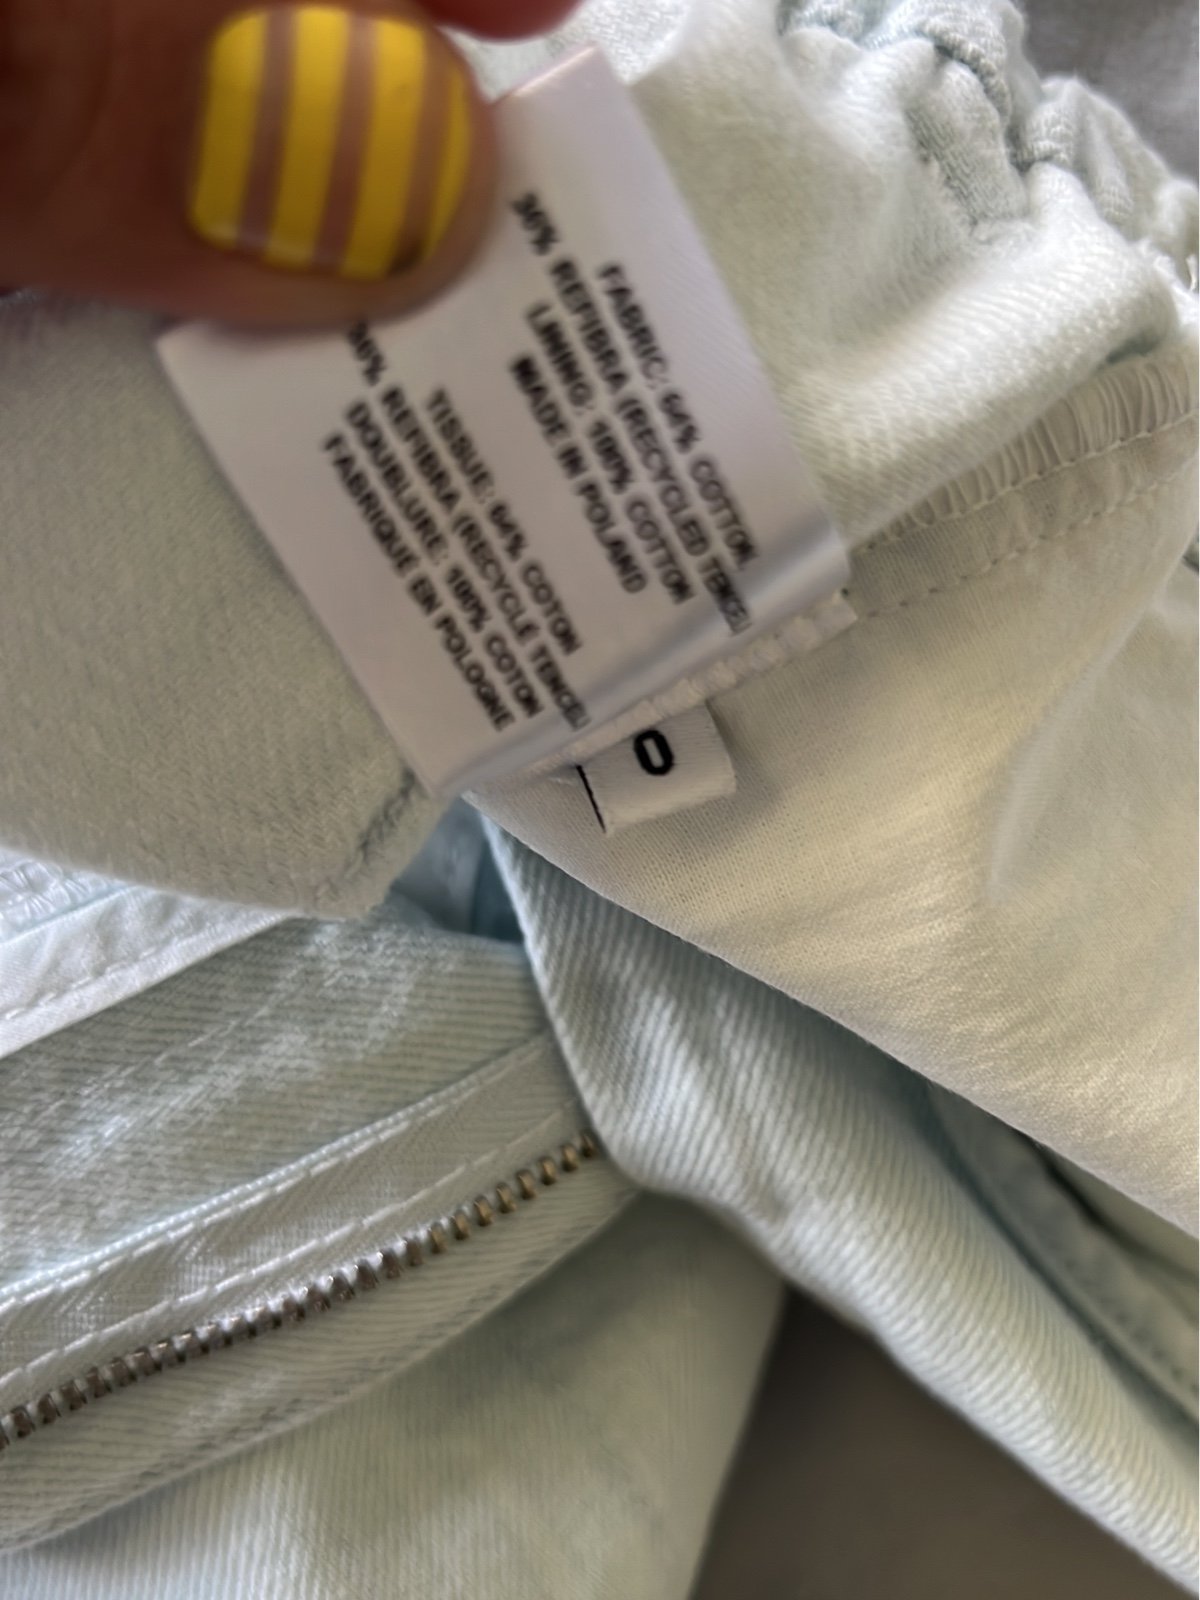 FABRIC: 64% COTTON,
36% REFIBRA (RECYCLED TENCEL
LINING: 100% COTTON
MADE IN POLAND
TISSUE: 64% COTON
36% REFIBRA (RECYCLE TENCEL
DOUBLURE: 100% COTON
FABRIQUE EN POLOGNE
0